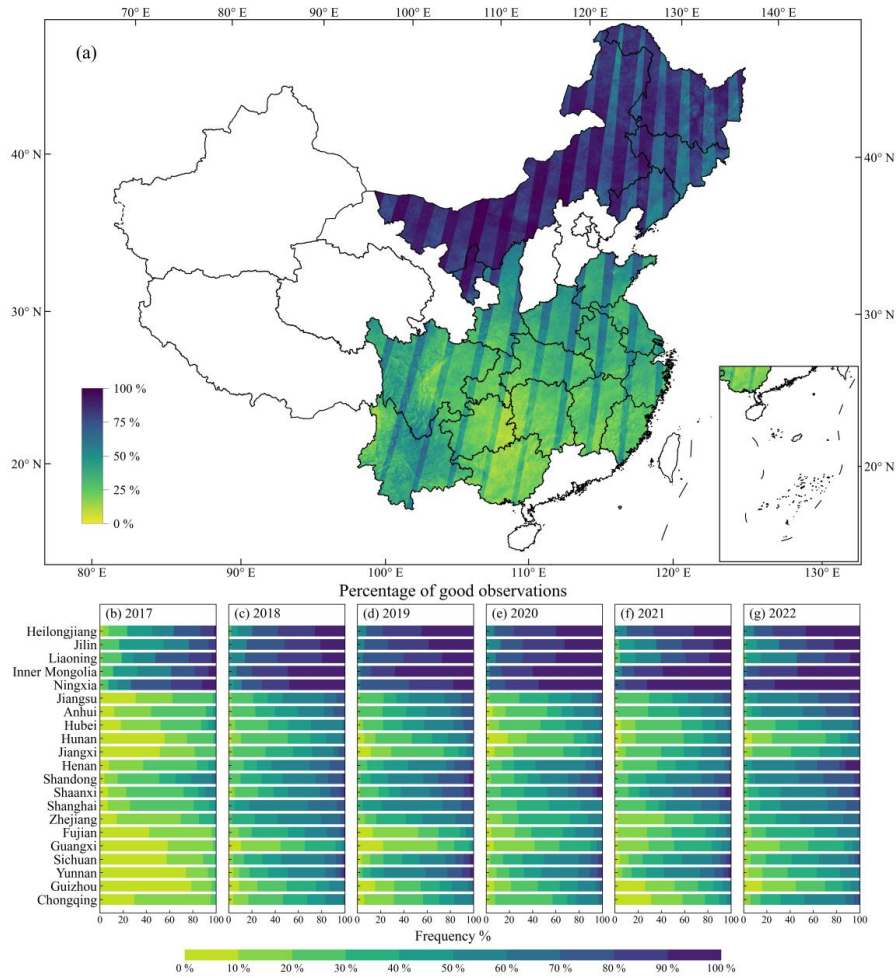 70° E 80° E 90° E 100° E 110° E 120° E 130° E 140° E
(a)
40° N 40° N
30° N 30° N
20° N 20° N
100 %
75 %
50 %
25 %
0 %
80° E 90° E 100° E 110° E 120° E 130° E
Percentage of good observations
(b) 2017 (c) 2018 (d) 2019 (e) 2020 (f) 2021 (g) 2022
Heilongjiang
Jilin
Liaoning
Inner Mongolia
Ningxia
Jiangsu
Anhui
Hubei
Hunan
Jiangxi
Henan
Shandong
Shaanxi
Shanghai
Zhejiang
Fujian
Guangxi
Sichuan
Yunnan
Guizhou
Chongqing
0 20 40 60 80 100 0 20 40 60 80 100 0 20 40 60 80 100 0 20 40 60 80 100 0 20 40 60 80 100 0 20 40 60 80 100
Frequency %
0 % 10 % 20 % 30 % 40 % 50 % 60 % 70 % 80 % 90 % 100 %